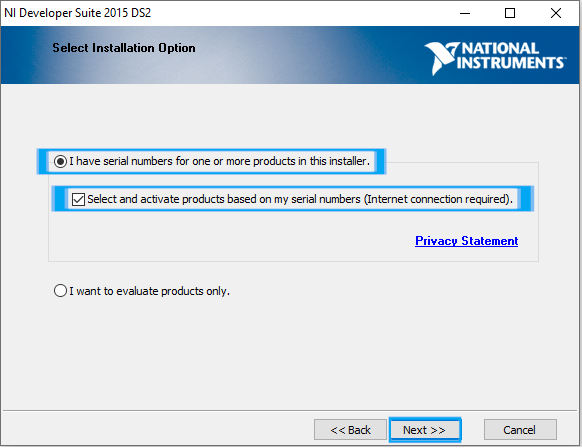 NI Developer Suite 2015 DS2
Select Installation Option
NATIONAL
INSTRUMENTS
I have serial numbers for one or more products in this installer.
Select and activate products based on my serial numbers (Internet connection required).
Privacy Statement
I want to evaluate products only.
<< Back
Next >>
Cancel